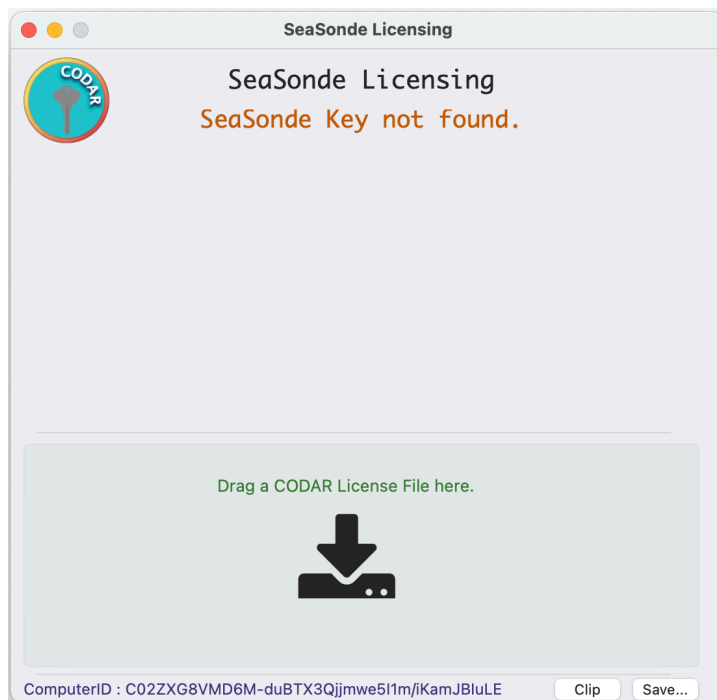 SeaSonde Licensing
CODAR
SeaSonde Licensing
SeaSonde Key not found.
Drag a CODAR License File here.
ComputerID : C02ZXG8VMD6M-duBTX3Qjjmwe5l1m/iKamJBluLE
Clip
Save...